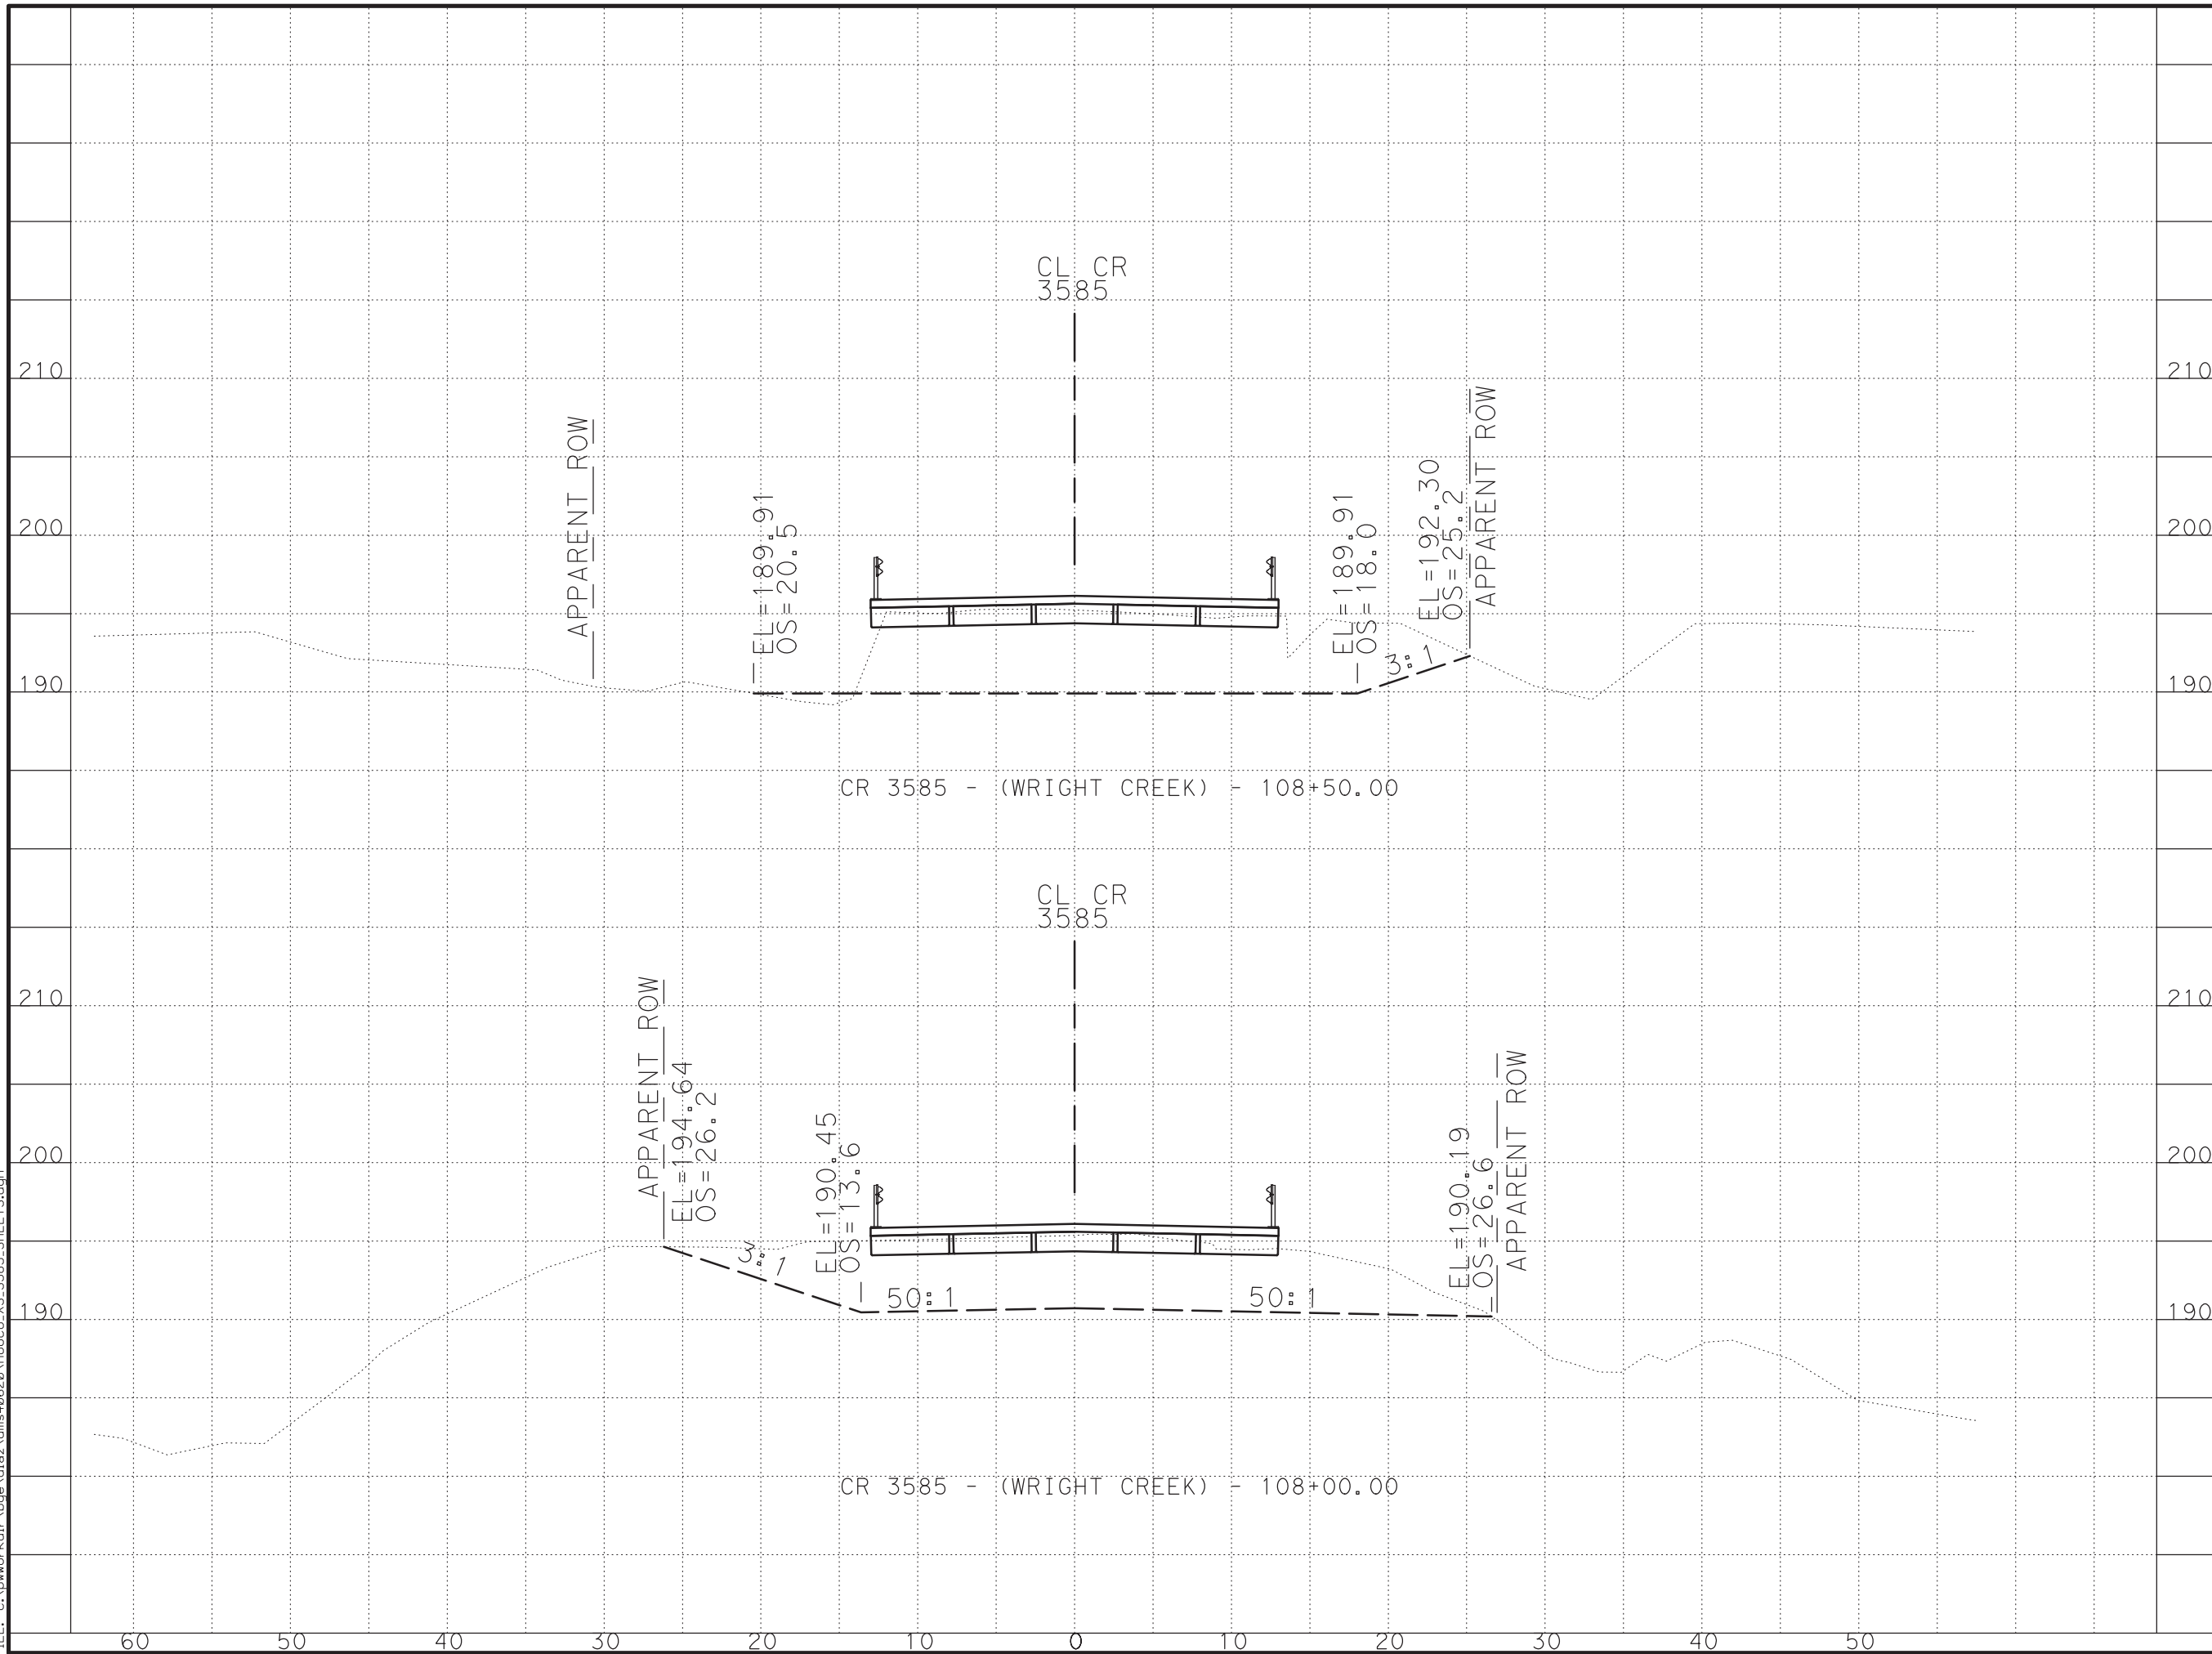 CL CR
3585
210
210
APPARENT ROW
EL=189.91
OS=20.5
EL=189.91
OS=18.0
EL=192.30
OS=25.2
APPARENT ROW
200
200
3:1
190
190
CR 3585 - (WRIGHT CREEK) - 108+50.00
CL CR
3585
210
210
APPARENT ROW
EL=194.64
OS=26.2
EL=190.45
OS=13.6
EL=190.19
OS=26.6
APPARENT ROW
200
200
3:1
50:1
50:1
190
190
CR 3585 - (WRIGHT CREEK) - 108+00.00
60 50 40 30 20 10 0 10 20 30 40 50